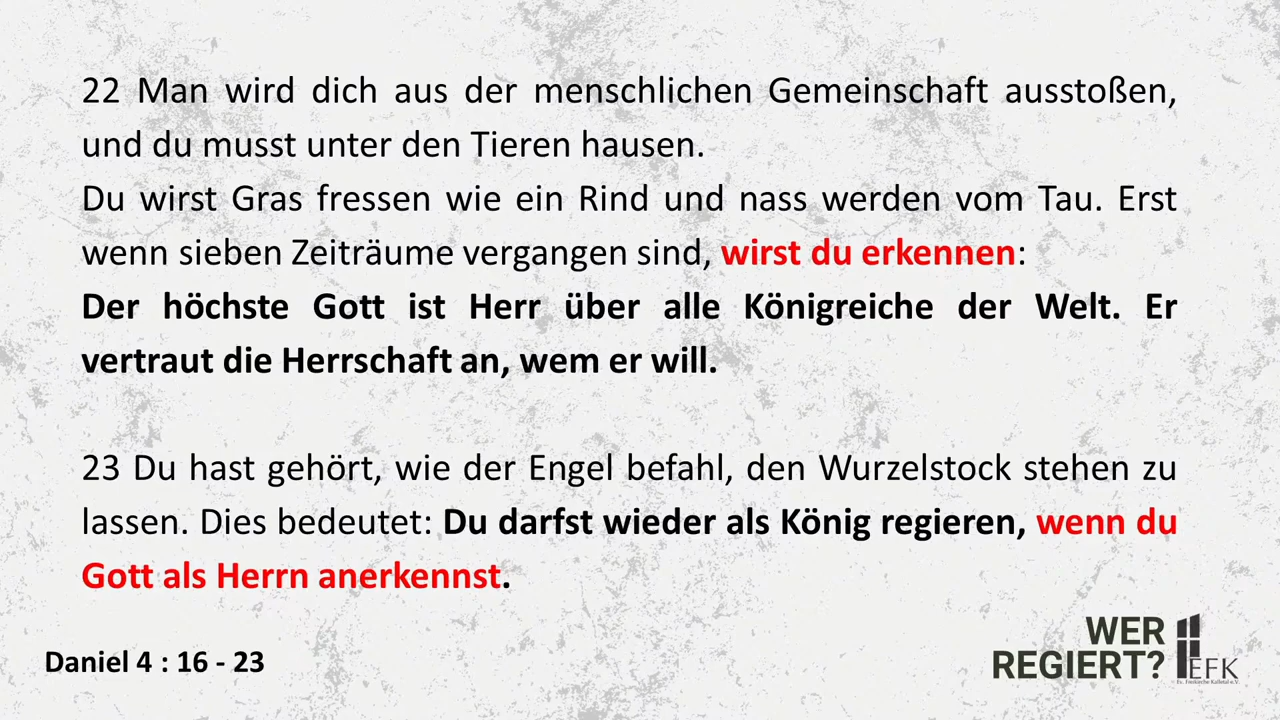 22 Man wird dich aus der menschlichen Gemeinschaft ausstoßen,
und du musst unter den Tieren hausen.
Du wirst Gras fressen wie ein Rind und nass werden vom Tau. Erst
wenn sieben Zeiträume vergangen sind, wirst du erkennen:
Der höchste Gott ist Herr über alle Königreiche der Welt. Er
vertraut die Herrschaft an, wem er will.
23 Du hast gehört, wie der Engel befahl, den Wurzelstock stehen zu
lassen. Dies bedeutet: Du darfst wieder als König regieren, wenn du
Gott als Herrn anerkennst.
Daniel 4 : 16 - 23
WER
REGIERT?
EFK
Ev. Freikirche Kalletal e.V.